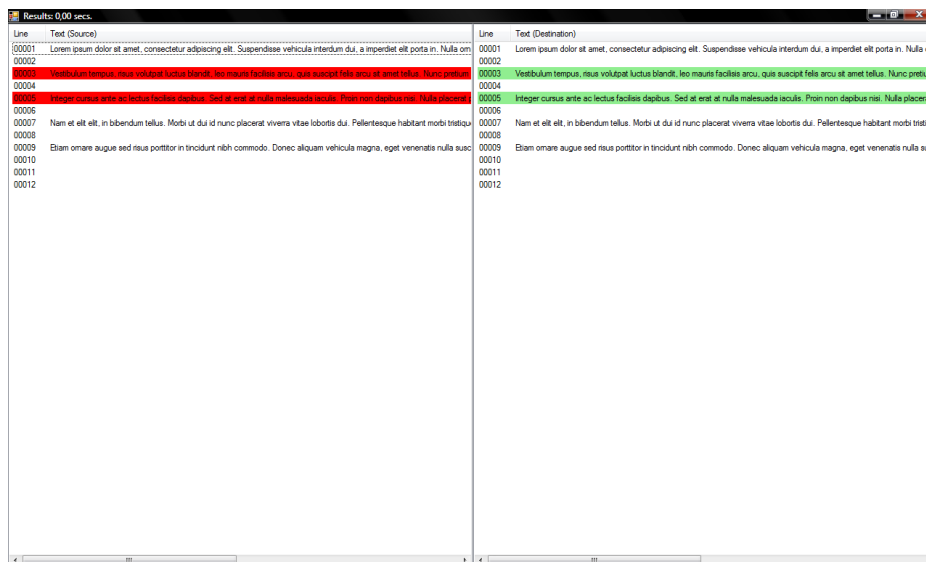 Results: 0,00 secs.
Line Text (Source)
00001 Lorem ipsum dolor sit amet, consectetur adipiscing elit. Suspendisse vehicula interdum dui, a imperdiet elit porta in. Nulla
00002
00003 Vestibulum tempus, risus volutpat luctus blandit, leo mauris facilisis arcu, quis suscipit felis arcu sit amet tellus. Nunc pretium
00004
00005 Integer cursus ante ac lectus facilisis dapibus. Sed at erat at nulla malesuada iaculis. Proin non dapibus nisi. Nulla placerat
00006
00007 Nam et elit elit, in bibendum tellus. Morbi ut dui id nunc placerat viverra vitae lobortis dui. Pellentesque habitant morbi tristique
00008
00009 Etiam ornare augue sed risus porttitor in tincidunt nibh commodo. Donec aliquam vehicula magna, eget venenatis nulla susc
00010
00011
00012
Line Text (Destination)
00001 Lorem ipsum dolor sit amet, consectetur adipiscing elit. Suspendisse vehicula interdum dui, a imperdiet elit porta in. Nulla
00002
00003 Vestibulum tempus, risus volutpat luctus blandit, leo mauris facilisis arcu, quis suscipit felis arcu sit amet tellus. Nunc pretiu
00004
00005 Integer cursus ante ac lectus facilisis dapibus. Sed at erat at nulla malesuada iaculis. Proin non dapibus nisi. Nulla placer
00006
00007 Nam et elit elit, in bibendum tellus. Morbi ut dui id nunc placerat viverra vitae lobortis dui. Pellentesque habitant morbi tristi
00008
00009 Etiam ornare augue sed risus porttitor in tincidunt nibh commodo. Donec aliquam vehicula magna, eget venenatis nulla su
00010
00011
00012